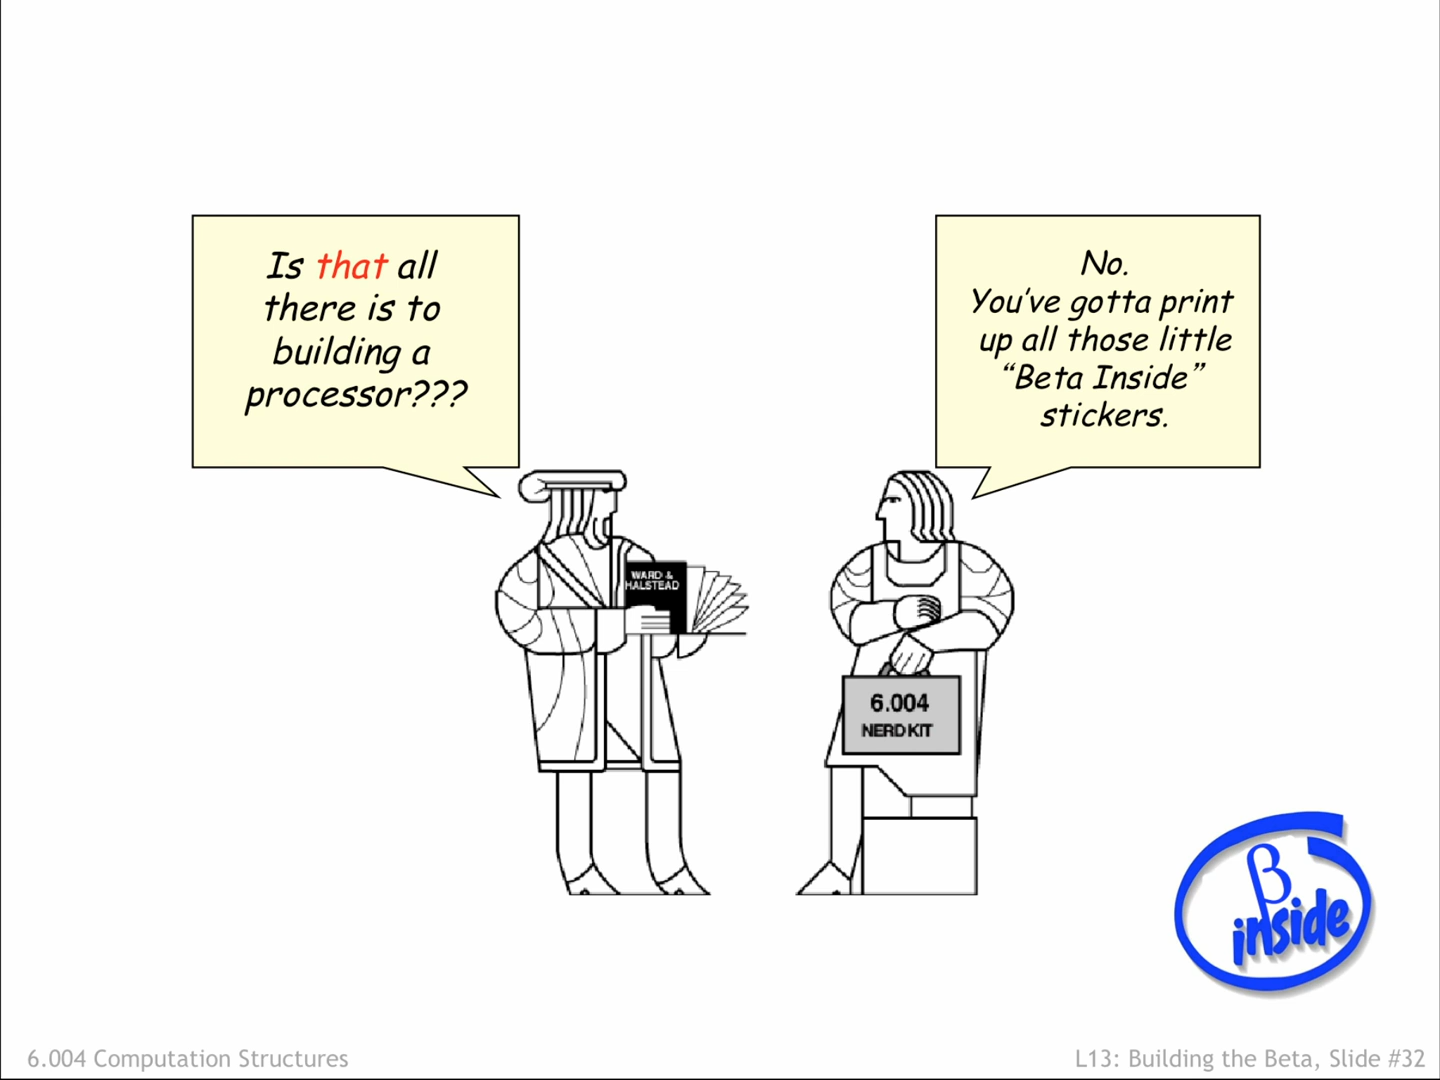 Is that all
there is to
building a
processor???
No.
You’ve gotta print
up all those little
“Beta Inside”
stickers.
WARD &
HALSTEAD
6.004
NERD KIT
β
inside
6.004 Computation Structures
L13: Building the Beta, Slide #32